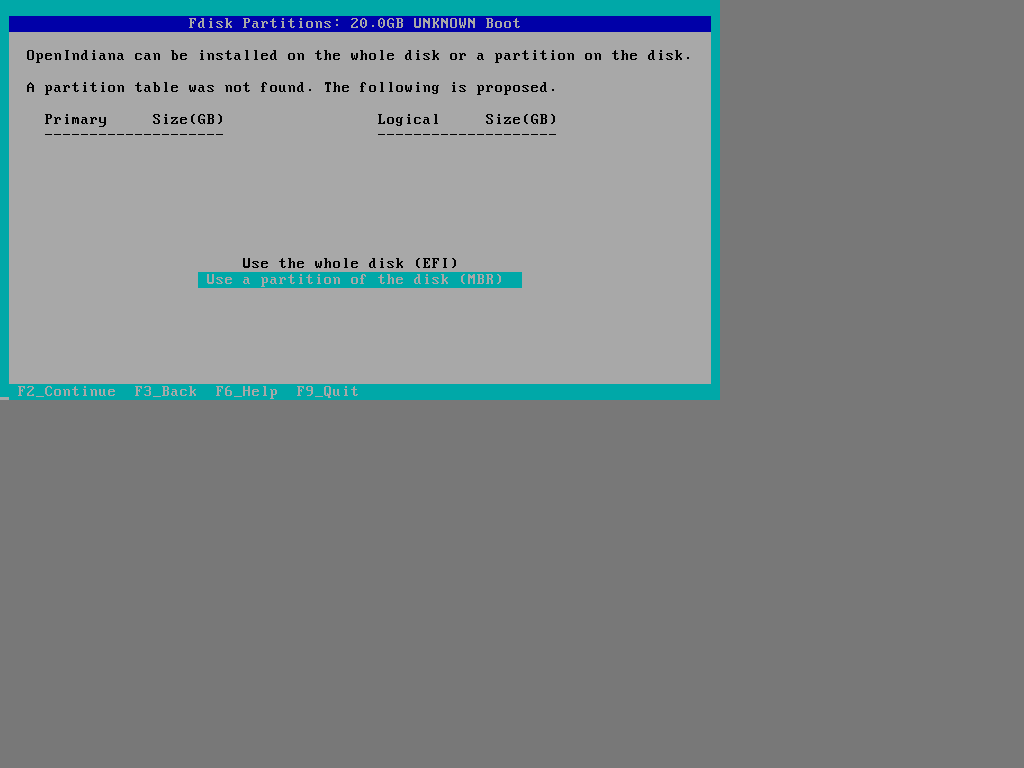 Fdisk Partitions: 20.0GB UNKNOWN Boot
OpenIndiana can be installed on the whole disk or a partition on the disk.
A partition table was not found. The following is proposed.
Primary     Size(GB)                 Logical     Size(GB)
--------------------                 --------------------
Use the whole disk (EFI)
Use a partition of the disk (MBR)
F2_Continue  F3_Back  F6_Help  F9_Quit